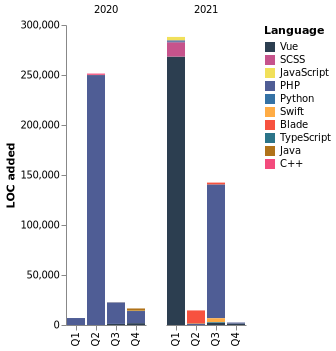 2020
2021
Language
Vue
SCSS
JavaScript
PHP
Python
Swift
Blade
TypeScript
Java
C++
LOC added
300,000
250,000
200,000
150,000
100,000
50,000
0
Q1
Q2
Q3
Q4
Q1
Q2
Q3
Q4